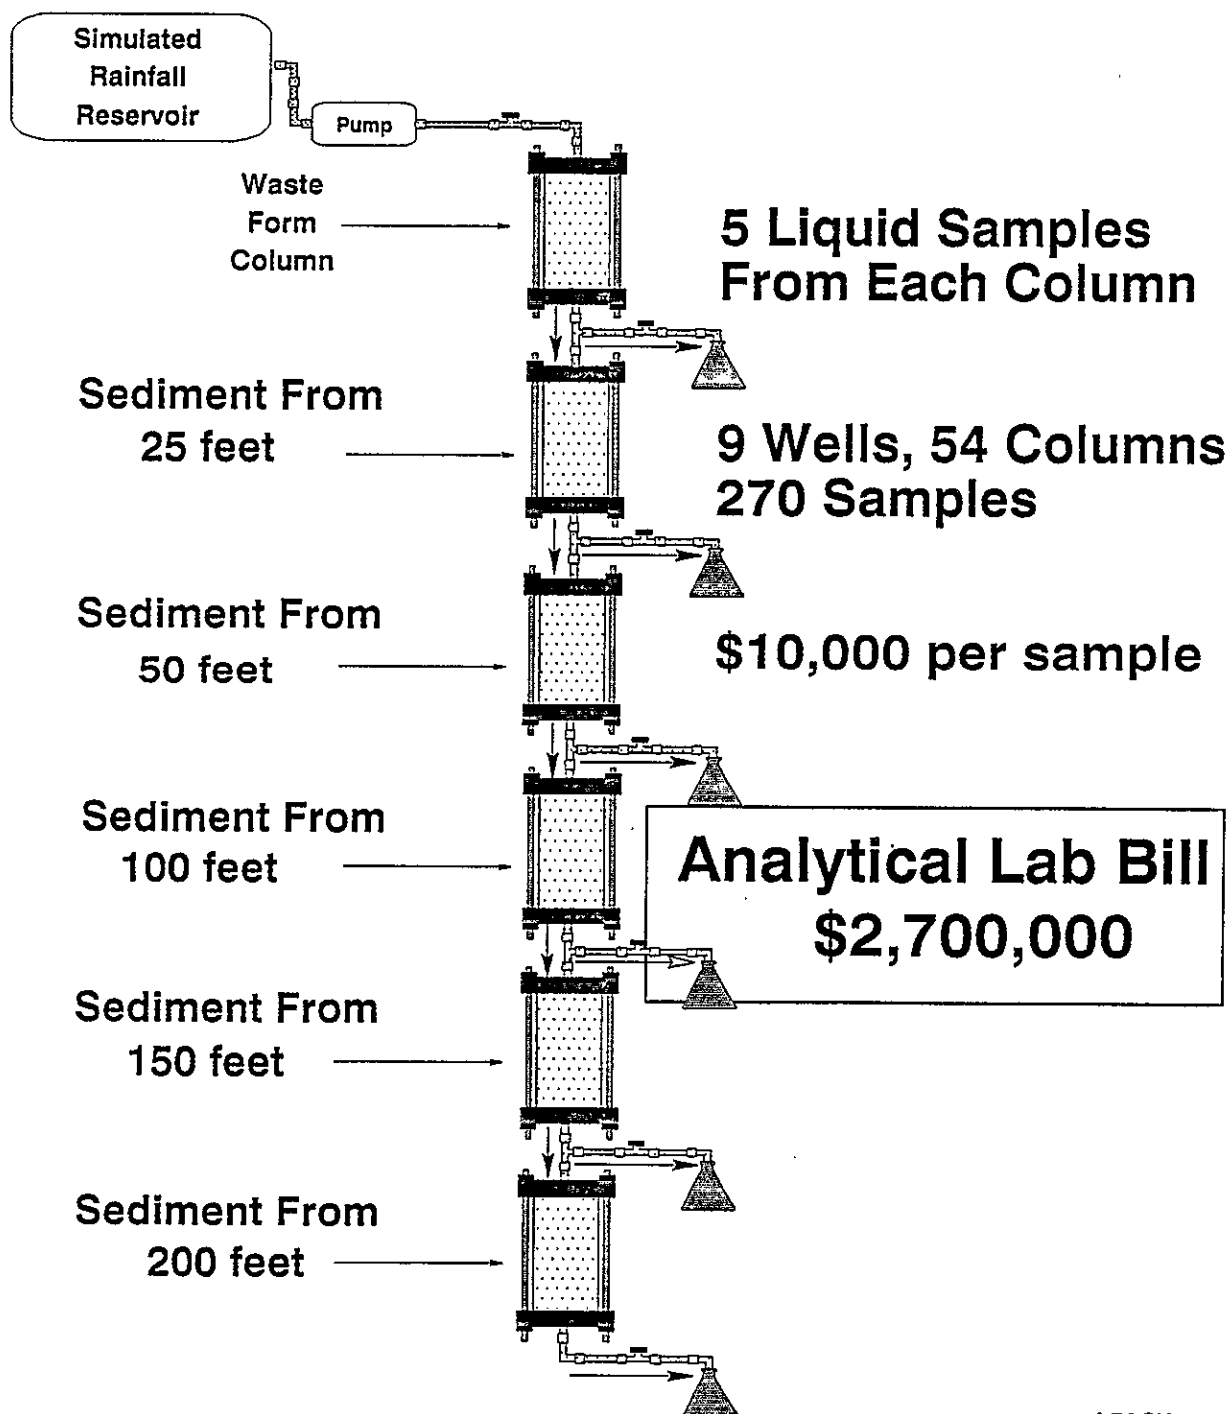 Simulated
Rainfall
Reservoir
Pump
Waste
Form
Column
5 Liquid Samples
From Each Column
Sediment From
25 feet
9 Wells, 54 Columns
270 Samples
Sediment From
50 feet
$10,000 per sample
Sediment From
100 feet
Analytical Lab Bill
$2,700,000
Sediment From
150 feet
Sediment From
200 feet